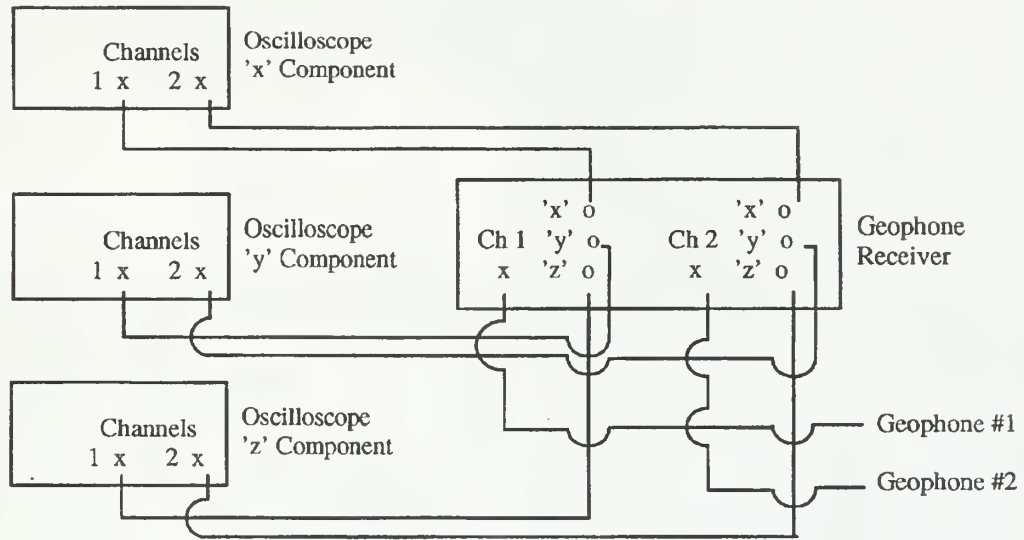 Channels
1 x 2 x
Oscilloscope
'x' Component
Channels
1 x 2 x
Oscilloscope
'y' Component
Channels
1 x 2 x
Oscilloscope
'z' Component
'x' o 'x' o
Ch 1 'y' o Ch 2 'y' o
x 'z' o x 'z' o
Geophone
Receiver
Geophone #1
Geophone #2